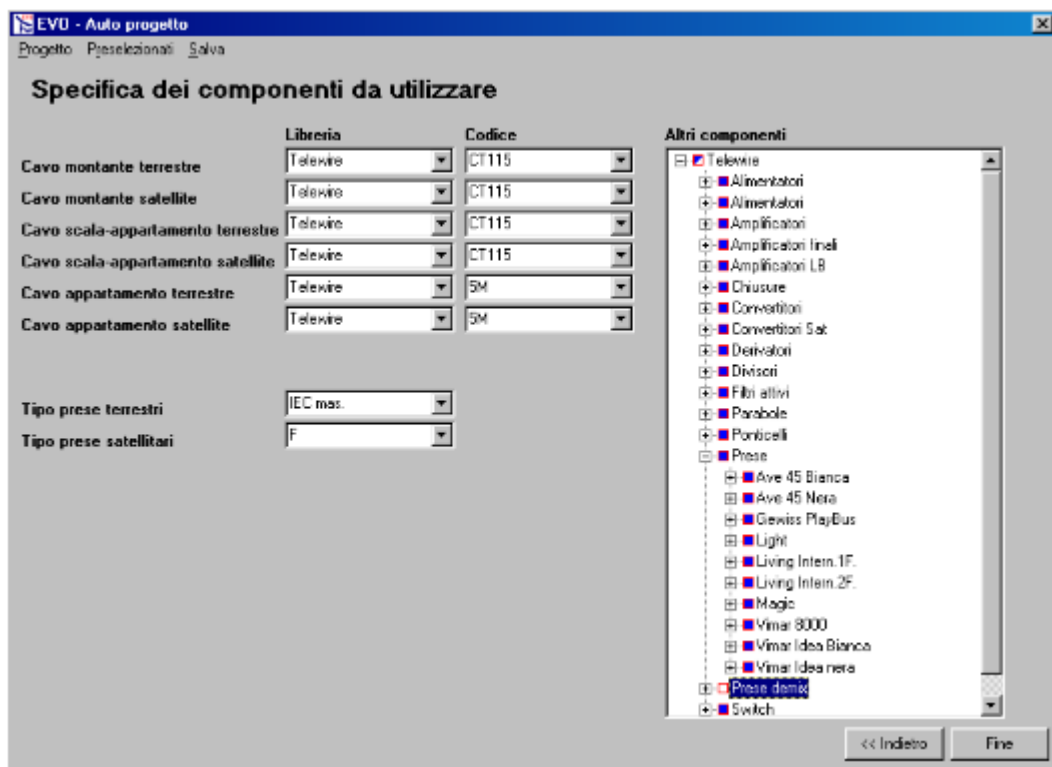 EVO - Auto progetto
Progetto Preselezionati Salva
Specifica dei componenti da utilizzare
Libreria Codice Altri componenti
Cavo montante terrestre Telewire CT115
Cavo montante satellite Telewire CT115
Cavo scala-appartamento terrestre Telewire CT115
Cavo scala-appartamento satellite Telewire CT115
Cavo appartamento terrestre Telewire 5M
Cavo appartamento satellite Telewire 5M
Tipo prese terrestri IEC mas.
Tipo prese satellitari F
Telewire
Alimentatori
Alimentatori
Amplificatori
Amplificatori finali
Amplificatori LB
Chiusure
Convertitori
Convertitori Sat
Derivatori
Divisori
Filtri attivi
Parabole
Ponticelli
Prese
Ave 45 Bianca
Ave 45 Nera
Gewiss PlayBus
Light
Living Intern.1F.
Living Intern.2F.
Magic
Vimar 8000
Vimar Idea Bianca
Vimar Idea nera
Prese demix
Switch
<< Indietro Fine